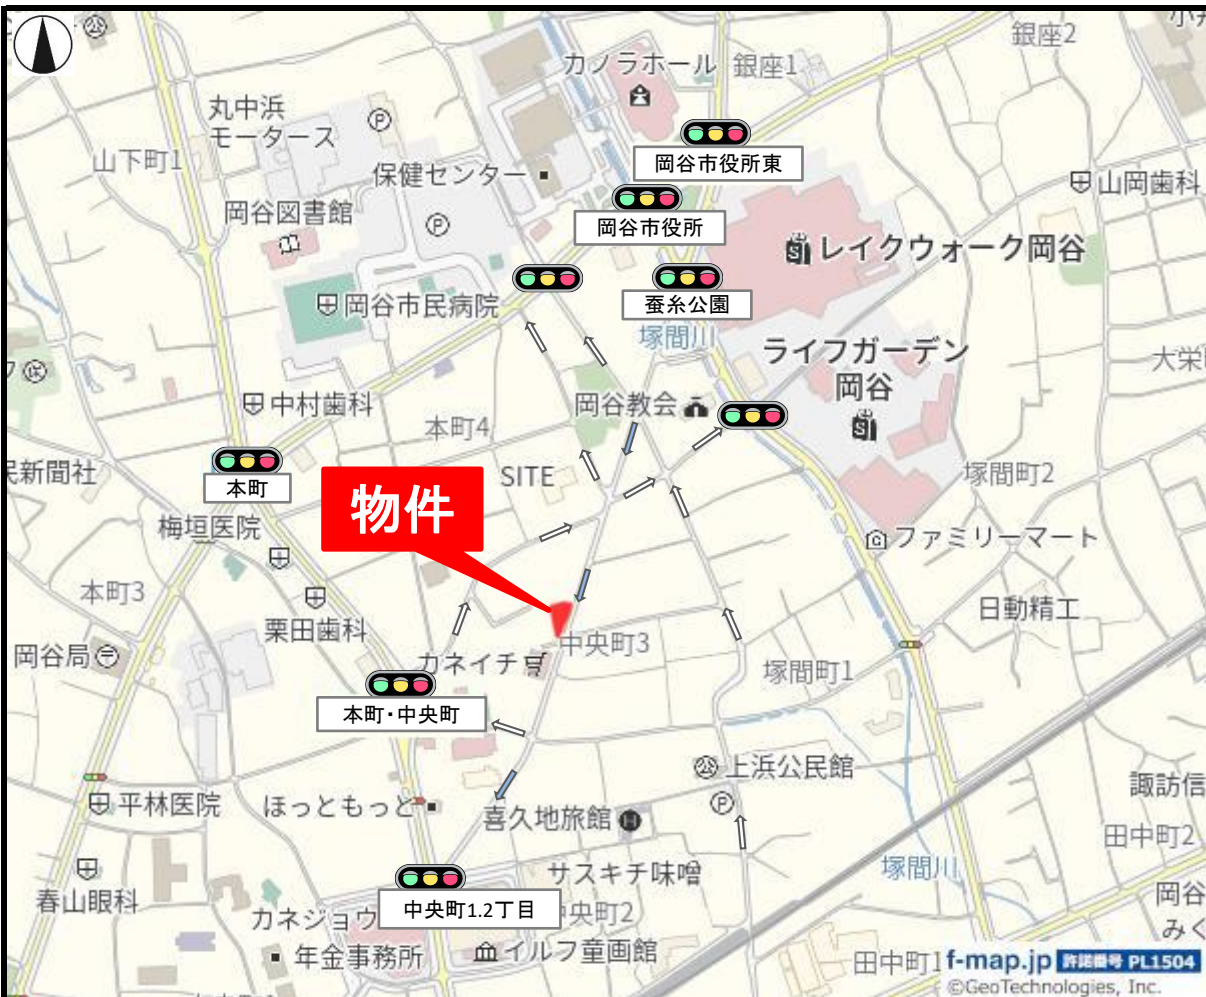 銀座2
カノラホール
銀座1
丸中浜
モータース
山下町1
保健センター
岡谷市役所東
山岡歯科
岡谷図書館
岡谷市役所
レイクウォーク岡谷
岡谷市民病院
蚕糸公園
塚間川
ライフガーデン
岡谷
大栄
中村歯科
岡谷教会
本町4
民新聞社
本町
SITE
塚間町2
物件
梅垣医院
ファミリーマート
本町3
栗田歯科
日動精工
岡谷局
中央町3
カネイチ
塚間町1
本町・中央町
上浜公民館
平林医院
ほっともっと
喜久地旅館
諏訪信
田中町2
サスキチ味噌
塚間川
春山眼科
岡谷
みく
カネジョウ
中央町1.2丁目
中央町2
年金事務所
イルフ童画館
田中町1
f-map.jp 許諾番号 PL1504
©GeoTechnologies, Inc.